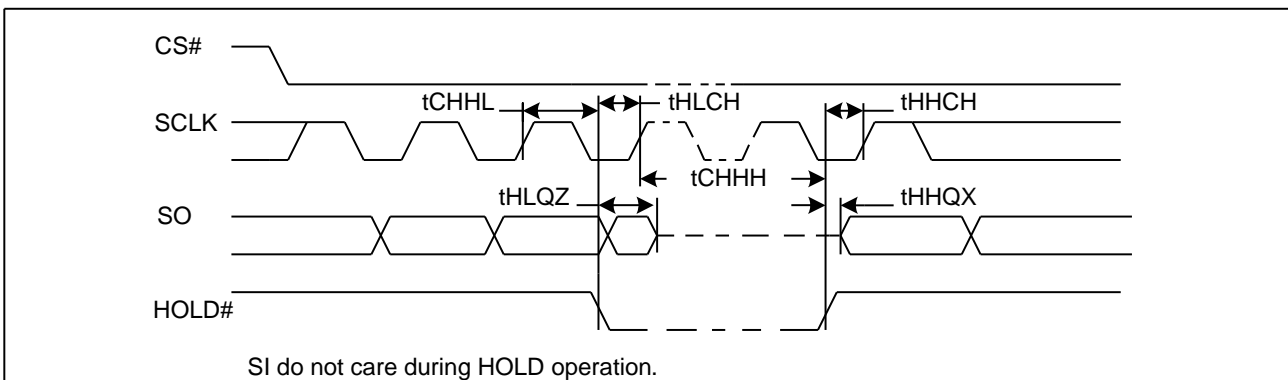 CS#
tCHHL
tHLCH
tHHCH
SCLK
tCHHH
tHLQZ
tHHQX
SO
HOLD#
SI do not care during HOLD operation.